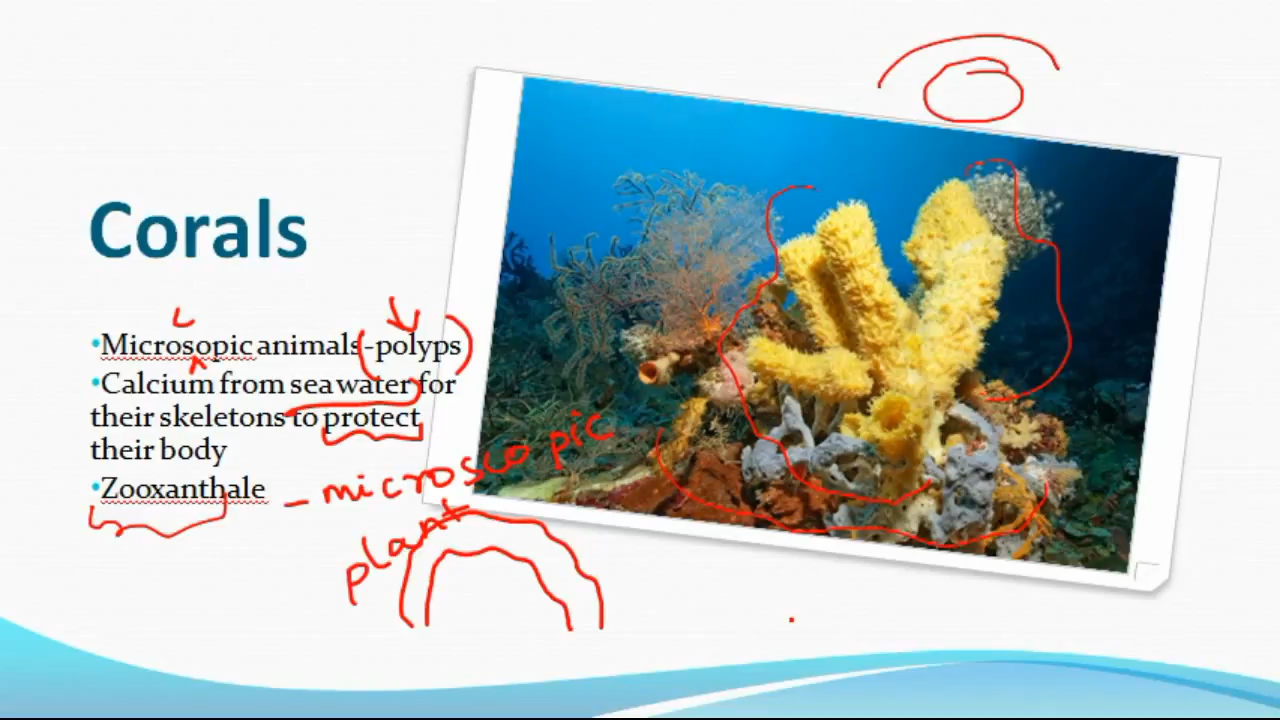 Corals
•Microsopic animals-polyps
c
•Calcium from sea water for
their skeletons to protect
their body
•Zooxanthale
- microscopic
plant